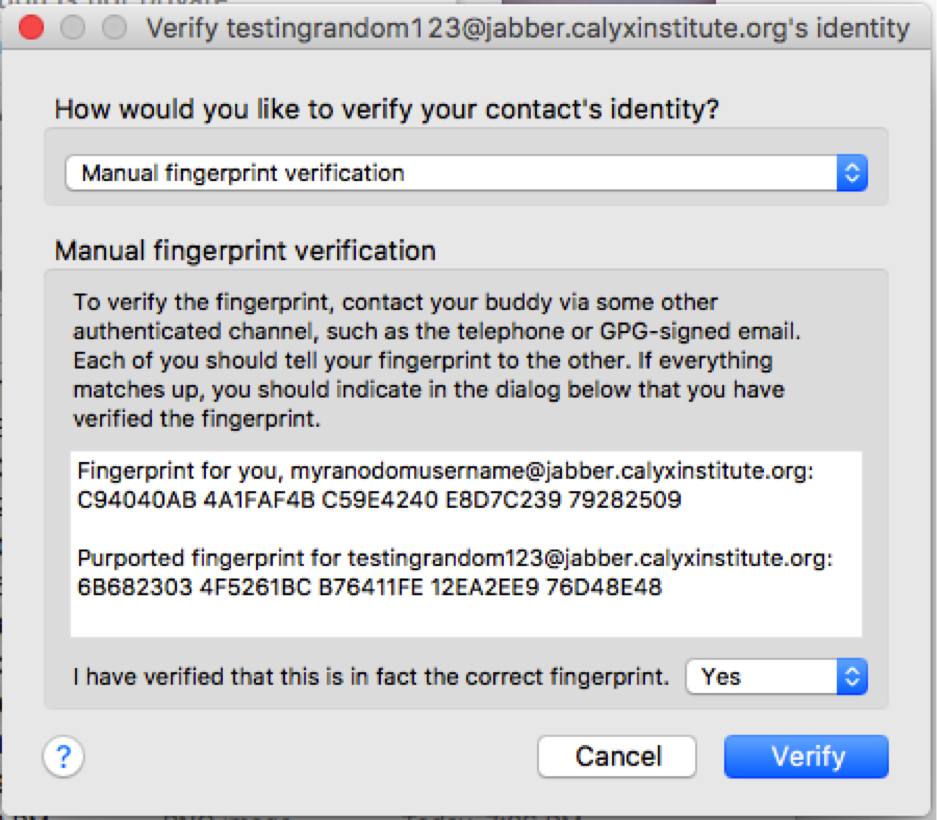 Verify testingrandom123@jabber.calyxinstitute.org's identity
How would you like to verify your contact's identity?
Manual fingerprint verification
Manual fingerprint verification
To verify the fingerprint, contact your buddy via some other
authenticated channel, such as the telephone or GPG-signed email.
Each of you should tell your fingerprint to the other. If everything
matches up, you should indicate in the dialog below that you have
verified the fingerprint.
Fingerprint for you, myranodomusername@jabber.calyxinstitute.org:
C94040AB 4A1FAF4B C59E4240 E8D7C239 79282509
Purported fingerprint for testingrandom123@jabber.calyxinstitute.org:
6B682303 4F5261BC B76411FE 12EA2EE9 76D48E48
I have verified that this is in fact the correct fingerprint. Yes
? Cancel Verify